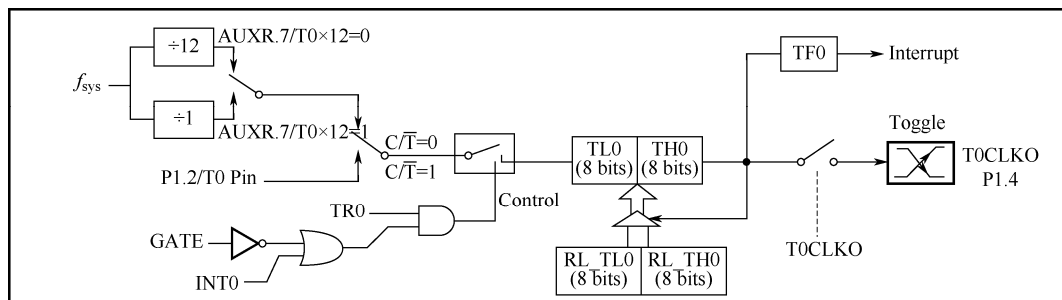 ÷12
AUXR.7/T0×12=0
fsys
÷1
AUXR.7/T0×12=1
C/T̅=0
C/T̅=1
P1.2/T0 Pin
TR0
GATE
INT0
Control
TL0
(8 bits)
TH0
(8 bits)
RL_TL0
(8 bits)
RL_TH0
(8 bits)
TF0
Interrupt
Toggle
T0CLKO
P1.4
T0CLKO